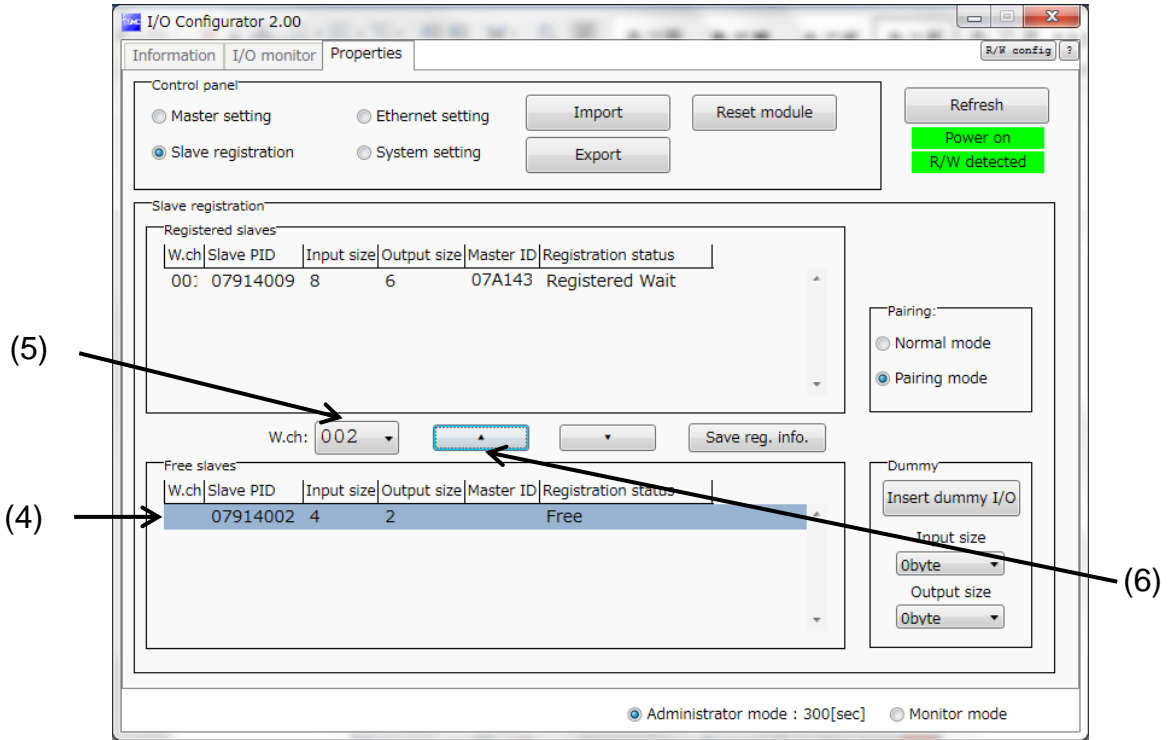 I/O Configurator 2.00
Information I/O monitor Properties R/W config ?
Control panel
Master setting Ethernet setting Import Reset module Refresh
Power on
Slave registration System setting Export R/W detected
Slave registration
Registered slaves
W.ch Slave PID Input size Output size Master ID Registration status
001 07914009 8 6 07A143 Registered Wait
Pairing:
(5) Normal mode
Pairing mode
W.ch: 002 ▲ ▼ Save reg. info.
Free slaves Dummy
W.ch Slave PID Input size Output size Master ID Registration status Insert dummy I/O
(4) 07914002 4 2 Free
Input size
0byte
(6)
Output size
0byte
Administrator mode : 300[sec] Monitor mode